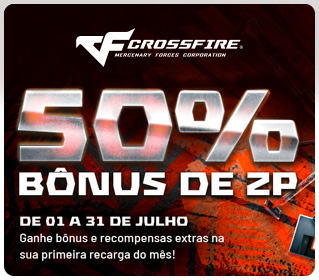 CROSSFIRE®
MERCENARY FORCES CORPORATION
50%
BÔNUS DE ZP
DE 01 A 31 DE JULHO
Ganhe bônus e recompensas extras na
sua primeira recarga do mês!